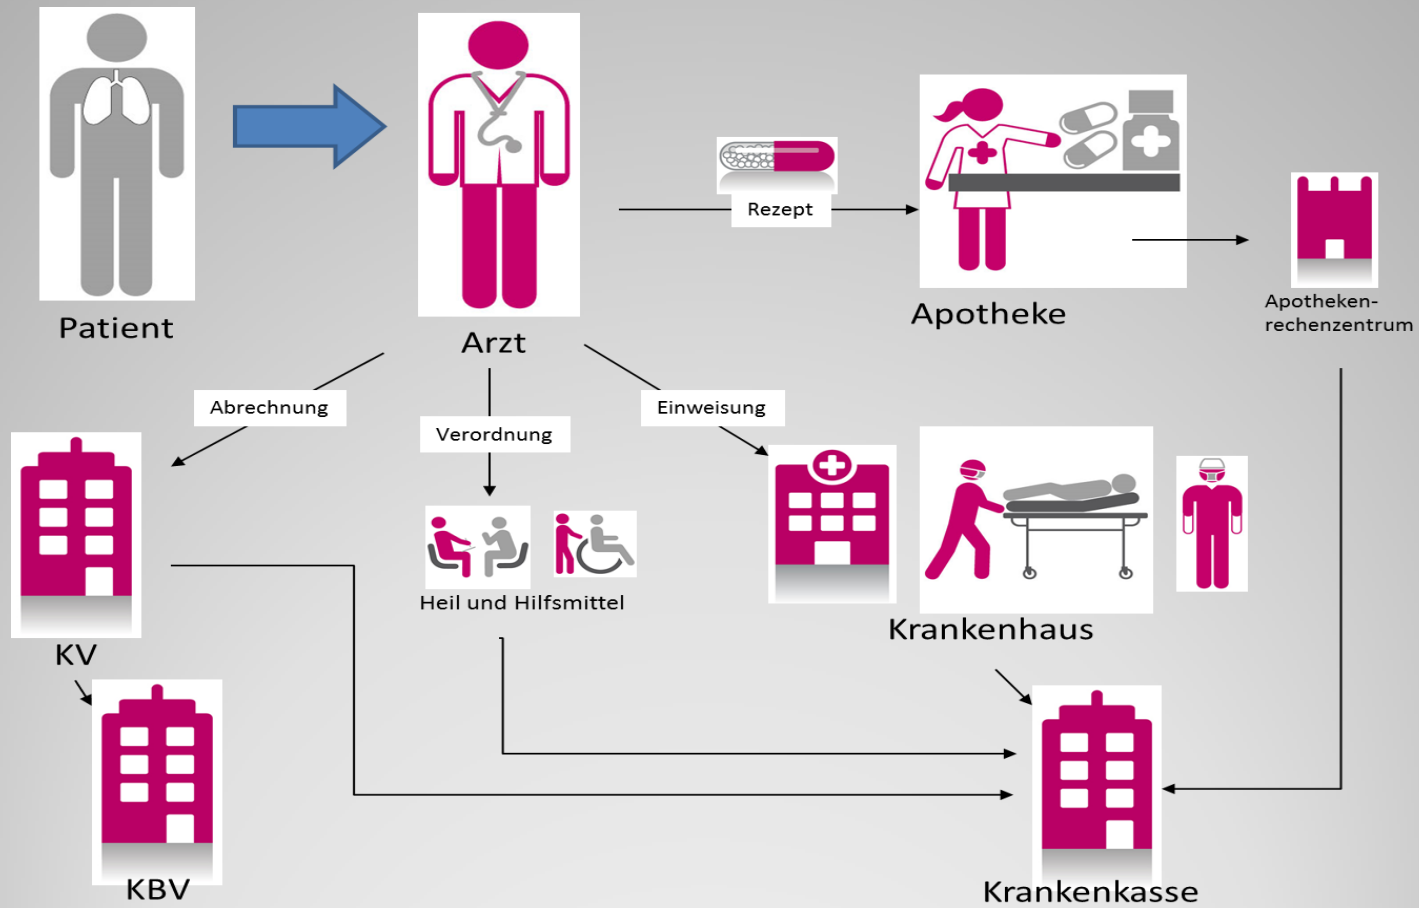 Patient
Arzt
Rezept
Apotheke
Apotheken-
rechenzentrum
Abrechnung
Verordnung
Einweisung
Heil und Hilfsmittel
Krankenhaus
KV
KBV
Krankenkasse